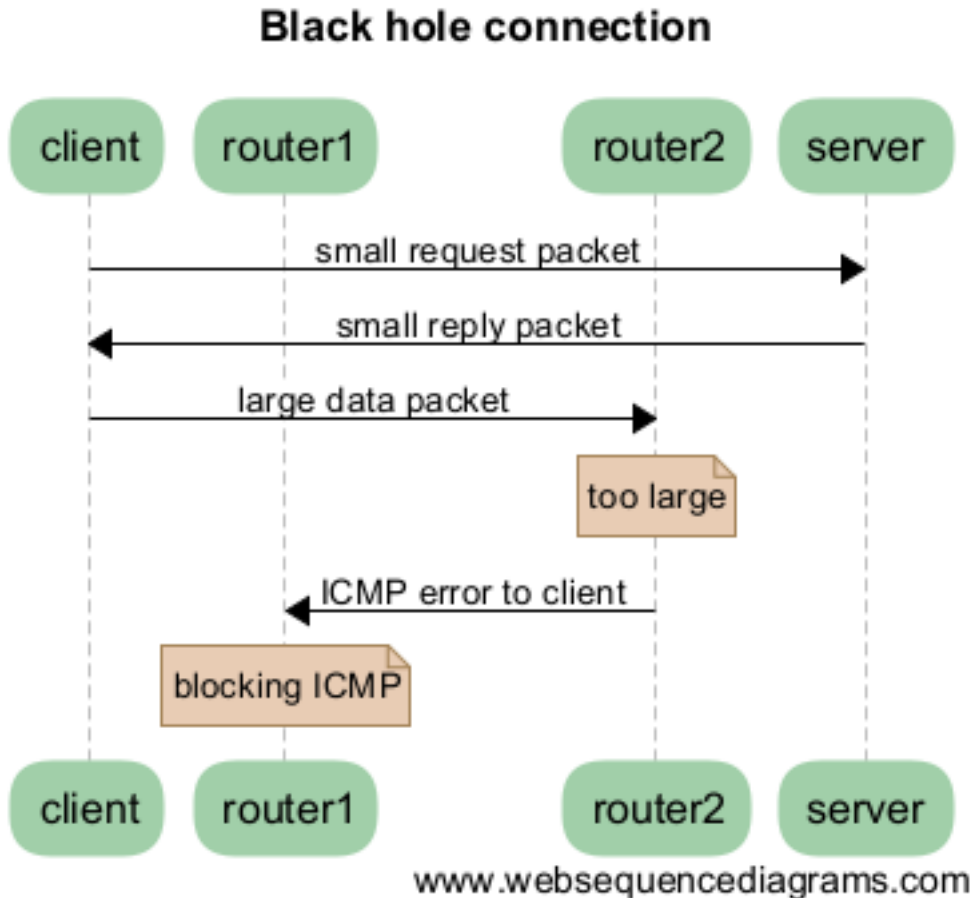 Black hole connection
client router1 router2 server
small request packet
small reply packet
large data packet
too large
ICMP error to client
blocking ICMP
client router1 router2 server
www.websequencediagrams.com